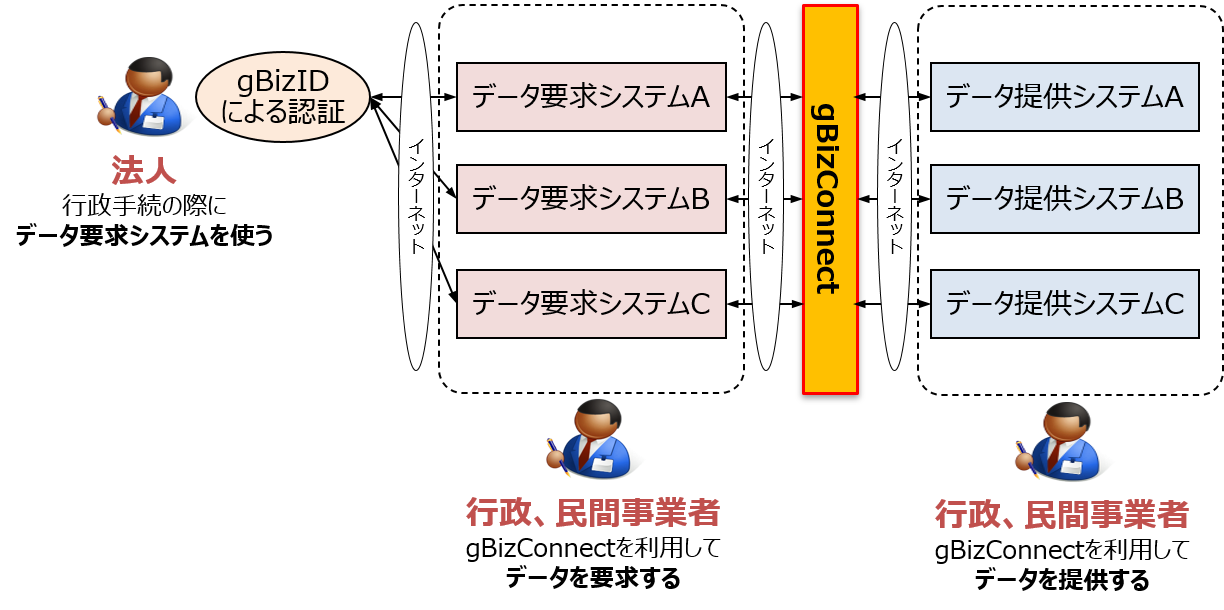 gBizID
による認証
法人
行政手続の際に
データ要求システムを使う
インターネット
データ要求システムA
データ要求システムB
データ要求システムC
行政、民間事業者
gBizConnectを利用して
データを要求する
インターネット
gBizConnect
インターネット
データ提供システムA
データ提供システムB
データ提供システムC
行政、民間事業者
gBizConnectを利用して
データを提供する